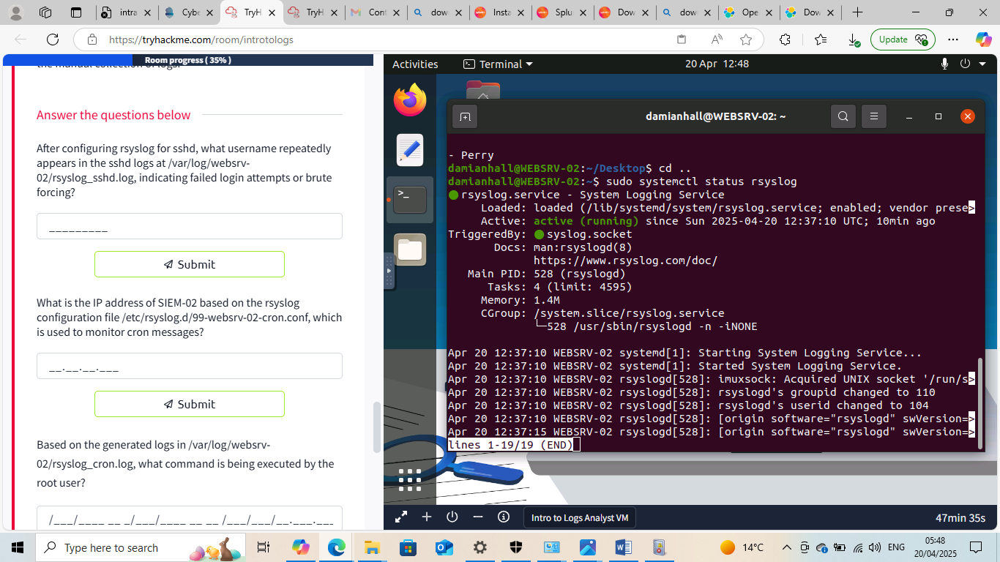 intra
Cybe
TryH
TryH
Cont
dow
Insta
Splu
Dow
dow
Ope
Dow
https://tryhackme.com/room/introtologs
Update
Room progress ( 35% )
the manual collection of logs.
Answer the questions below
After configuring rsyslog for sshd, what username repeatedly
appears in the sshd logs at /var/log/websrv-
02/rsyslog_sshd.log, indicating failed login attempts or brute
forcing?
_________
Submit
What is the IP address of SIEM-02 based on the rsyslog
configuration file /etc/rsyslog.d/99-websrv-02-cron.conf, which
is used to monitor cron messages?
__.__.__.___
Submit
Based on the generated logs in /var/log/websrv-
02/rsyslog_cron.log, what command is being executed by the
root user?
/___/____ __ _/___/____ __ __ /___/___/__.___.___
Activities
Terminal
20 Apr 12:48
damianhall@WEBSRV-02: ~
- Perry
damianhall@WEBSRV-02:~/Desktop$ cd ..
damianhall@WEBSRV-02:~$ sudo systemctl status rsyslog
● rsyslog.service - System Logging Service
Loaded: loaded (/lib/systemd/system/rsyslog.service; enabled; vendor prese>
Active: active (running) since Sun 2025-04-20 12:37:10 UTC; 10min ago
TriggeredBy: ● syslog.socket
Docs: man:rsyslogd(8)
https://www.rsyslog.com/doc/
Main PID: 528 (rsyslogd)
Tasks: 4 (limit: 4595)
Memory: 1.4M
CGroup: /system.slice/rsyslog.service
└─528 /usr/sbin/rsyslogd -n -iNONE
Apr 20 12:37:10 WEBSRV-02 systemd[1]: Starting System Logging Service...
Apr 20 12:37:10 WEBSRV-02 systemd[1]: Started System Logging Service.
Apr 20 12:37:10 WEBSRV-02 rsyslogd[528]: imuxsock: Acquired UNIX socket '/run/s>
Apr 20 12:37:10 WEBSRV-02 rsyslogd[528]: rsyslogd's groupid changed to 110
Apr 20 12:37:10 WEBSRV-02 rsyslogd[528]: rsyslogd's userid changed to 104
Apr 20 12:37:10 WEBSRV-02 rsyslogd[528]: [origin software="rsyslogd" swVersion=>
Apr 20 12:37:15 WEBSRV-02 rsyslogd[528]: [origin software="rsyslogd" swVersion=>
lines 1-19/19 (END)
Intro to Logs Analyst VM
47min 35s
Type here to search
14°C
ENG
05:48
20/04/2025